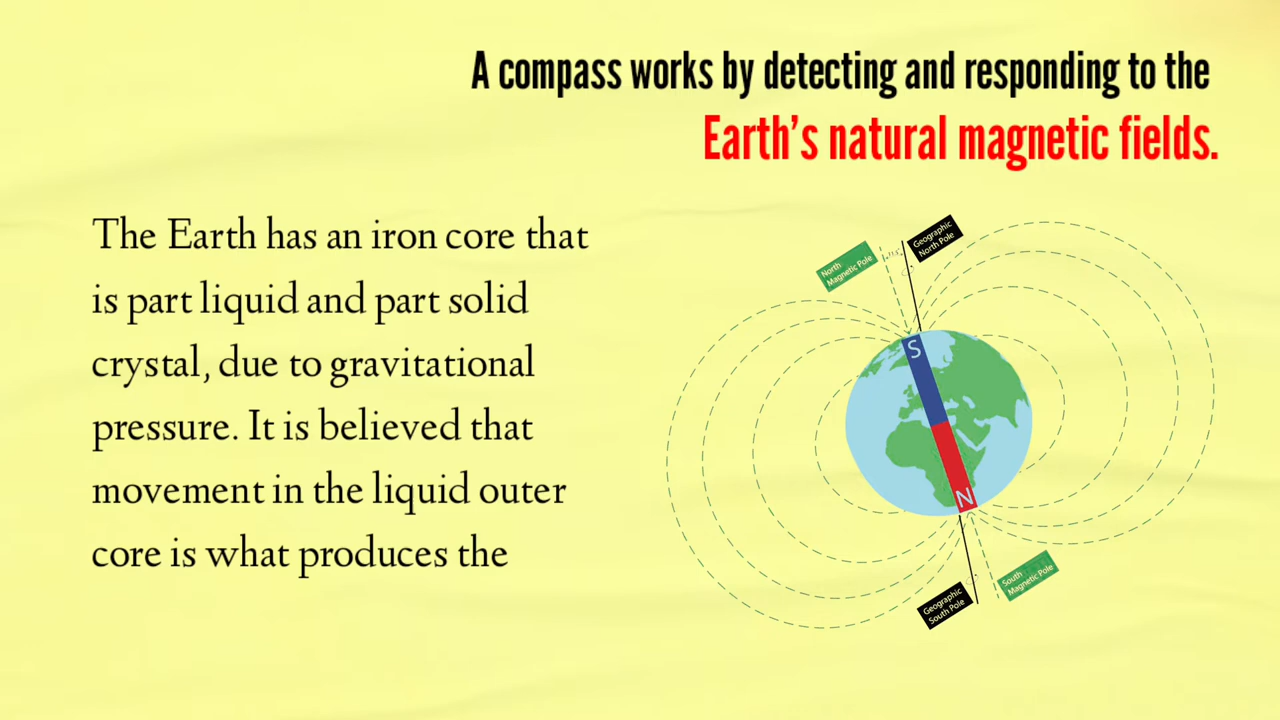 A compass works by detecting and responding to the
Earth's natural magnetic fields.
The Earth has an iron core that
is part liquid and part solid
crystal, due to gravitational
pressure. It is believed that
movement in the liquid outer
core is what produces the
Geographic
North Pole
North
Magnetic Pole
S
N
South
Magnetic Pole
Geographic
South Pole